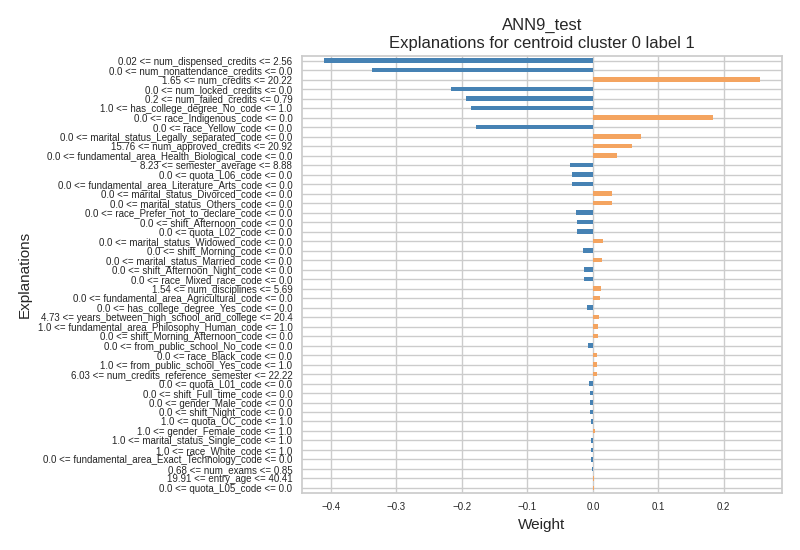 ANN9_test
Explanations for centroid cluster 0 label 1
0.02 <= num_dispensed_credits <= 2.56
0.0 <= num_nonattendance_credits <= 0.0
1.65 <= num_credits <= 20.22
0.0 <= num_locked_credits <= 0.0
0.2 <= num_failed_credits <= 0.79
1.0 <= has_college_degree_No_code <= 1.0
0.0 <= race_Indigenous_code <= 0.0
0.0 <= race_Yellow_code <= 0.0
0.0 <= marital_status_Legally_separated_code <= 0.0
15.76 <= num_approved_credits <= 20.92
0.0 <= fundamental_area_Health_Biological_code <= 0.0
8.23 <= semester_average <= 8.88
0.0 <= quota_L06_code <= 0.0
0.0 <= fundamental_area_Literature_Arts_code <= 0.0
0.0 <= marital_status_Divorced_code <= 0.0
0.0 <= marital_status_Others_code <= 0.0
0.0 <= race_Prefer_not_to_declare_code <= 0.0
0.0 <= shift_Afternoon_code <= 0.0
0.0 <= quota_L02_code <= 0.0
0.0 <= marital_status_Widowed_code <= 0.0
0.0 <= shift_Morning_code <= 0.0
0.0 <= marital_status_Married_code <= 0.0
0.0 <= shift_Afternoon_Night_code <= 0.0
0.0 <= race_Mixed_race_code <= 0.0
1.54 <= num_disciplines <= 5.69
0.0 <= fundamental_area_Agricultural_code <= 0.0
0.0 <= has_college_degree_Yes_code <= 0.0
4.73 <= years_between_high_school_and_college <= 20.4
1.0 <= fundamental_area_Philosophy_Human_code <= 1.0
0.0 <= shift_Morning_Afternoon_code <= 0.0
0.0 <= from_public_school_No_code <= 0.0
0.0 <= race_Black_code <= 0.0
1.0 <= from_public_school_Yes_code <= 1.0
6.03 <= num_credits_reference_semester <= 22.22
0.0 <= quota_L01_code <= 0.0
0.0 <= shift_Full_time_code <= 0.0
0.0 <= gender_Male_code <= 0.0
0.0 <= shift_Night_code <= 0.0
1.0 <= quota_OC_code <= 1.0
1.0 <= gender_Female_code <= 1.0
1.0 <= marital_status_Single_code <= 1.0
1.0 <= race_White_code <= 1.0
0.0 <= fundamental_area_Exact_Technology_code <= 0.0
0.68 <= num_exams <= 0.85
19.91 <= entry_age <= 40.41
0.0 <= quota_L05_code <= 0.0
Explanations
−0.4 −0.3 −0.2 −0.1 0.0 0.1 0.2
Weight